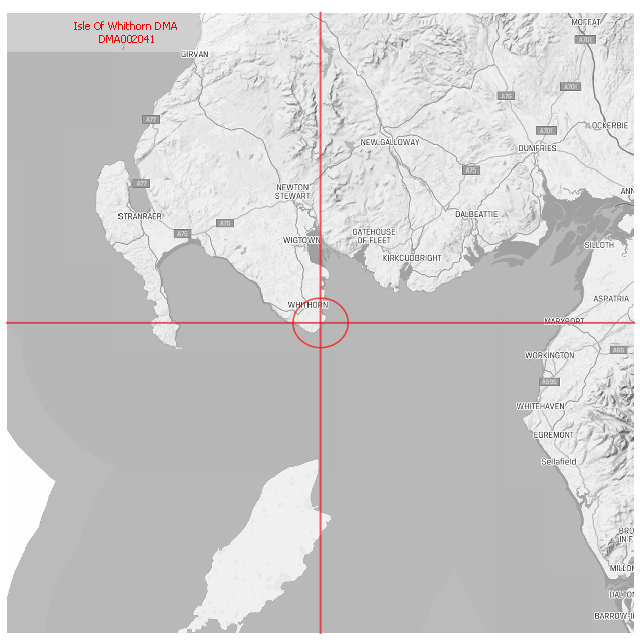 Isle Of Whithorn DMA
DMA002041
MOFFAT
A701
GIRVAN
A701
A76
A77
A701
LOCKERBIE
NEW GALLOWAY
DUMFRIES
A75
A77
NEWTON
STEWART
ANN
STRANRAER
DALBEATTIE
A75
A75
WIGTOWN
GATEHOUSE
OF FLEET
SILLOTH
KIRKCUDBRIGHT
ASPATRIA
WHITHORN
MARYPORT
A66
WORKINGTON
A595
WHITEHAVEN
EGREMONT
Sellafield
BRO
IN F
MILLOM
DALTO
BARROW-I